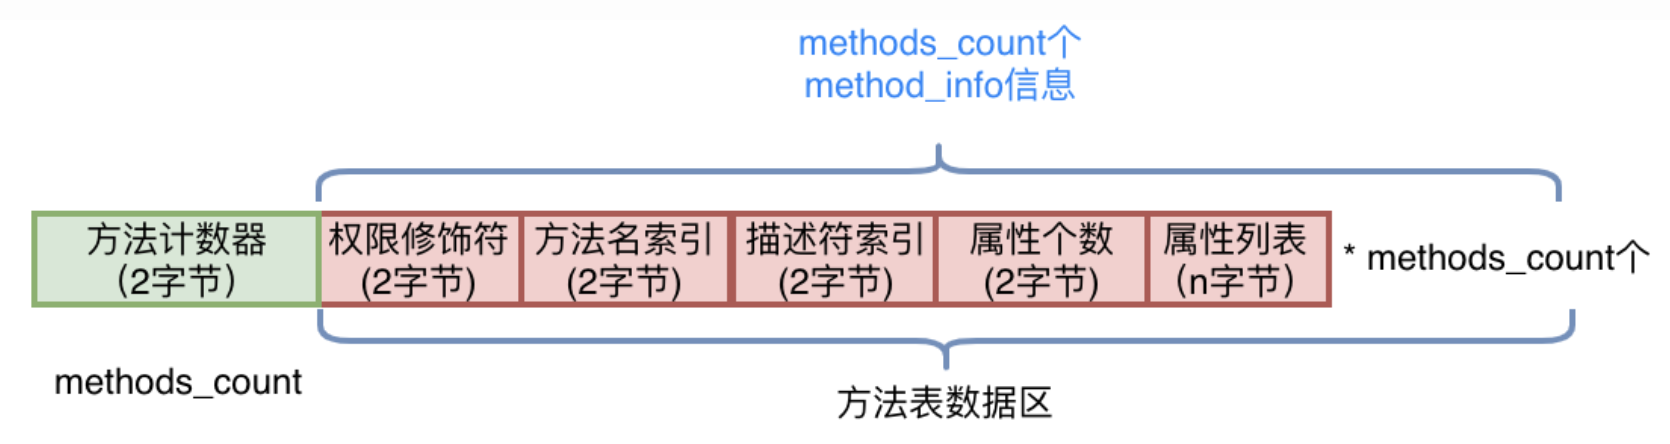 methods_count个
method_info信息
方法计数器
（2字节）
权限修饰符
(2字节)
方法名索引
(2字节)
描述符索引
(2字节)
属性个数
(2字节)
属性列表
（n字节）
* methods_count个
methods_count
方法表数据区